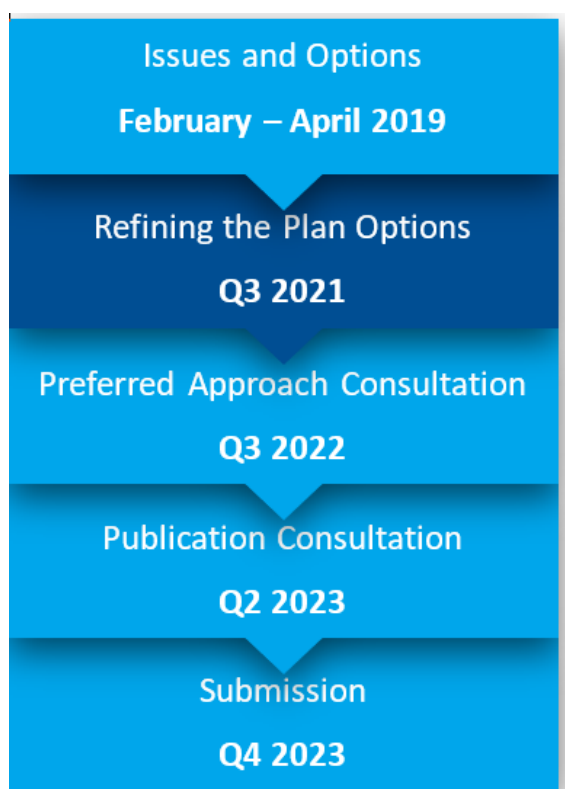 Issues and Options
February – April 2019
Refining the Plan Options
Q3 2021
Preferred Approach Consultation
Q3 2022
Publication Consultation
Q2 2023
Submission
Q4 2023